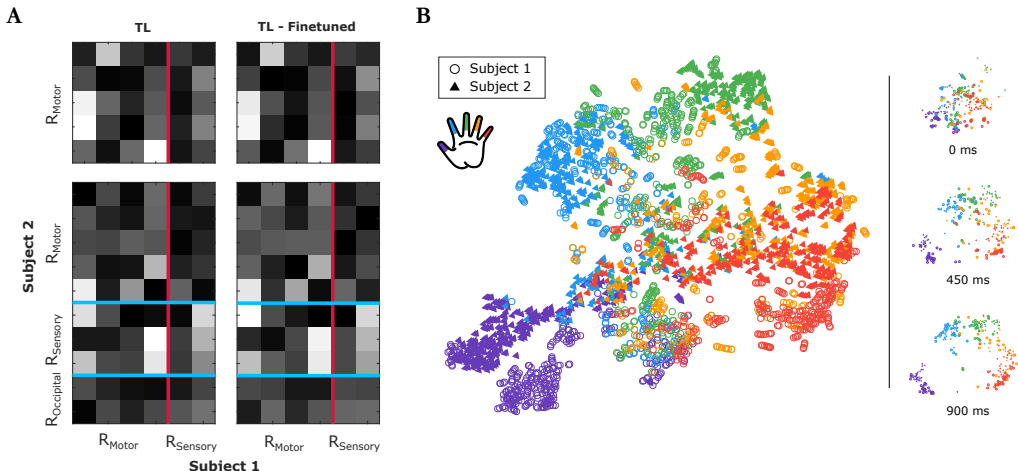 A
TL
TL - Finetuned
R_Motor
R_Motor
R_Sensory
R_Occipital
Subject 2
R_Motor
R_Sensory
R_Motor
R_Sensory
Subject 1
B
Subject 1
Subject 2
0 ms
450 ms
900 ms